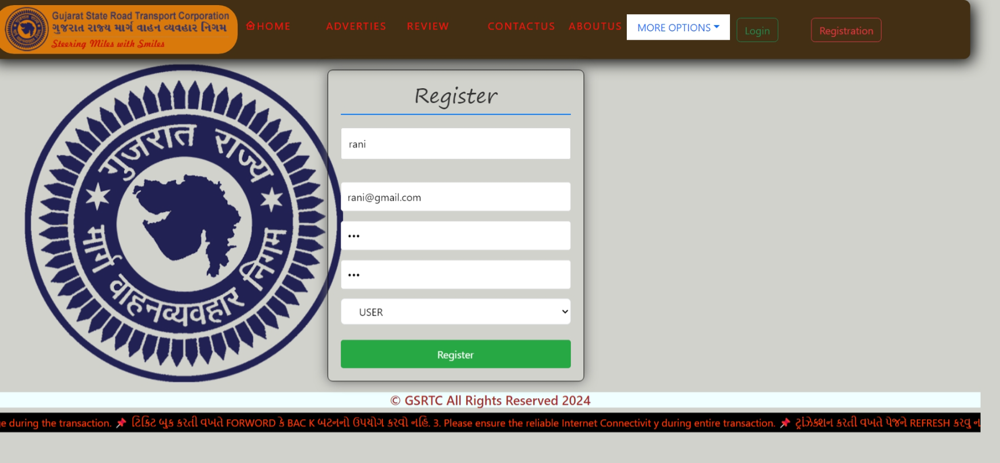 Gujarat State Road Transport Corporation
ગુજરાત રાજ્ય માર્ગ વાહન વ્યવહાર નિગમ
Steering Miles with Smiles
HOME ADVERTIES REVIEW CONTACTUS ABOUTUS MORE OPTIONS Login Registration
गुजरात राज्य
मार्ग वाहनव्यवहार निगम
Register
rani
rani@gmail.com
•••
•••
USER
Register
© GSRTC All Rights Reserved 2024
e during the transaction. 📌 ટિકિટ બુક કરતી વખતે FORWORD કે BAC K બટનનો ઉપયોગ કરવો નહિ. 3. Please ensure the reliable Internet Connectivit y during entire transaction. 📌 ટ્રાંઝેક્શન કરતી વખતે પેજને REFRESH કરવુ ન